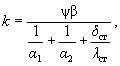 k = ψβ / (1/α₁ + 1/α₂ + δ_ст/λ_ст),